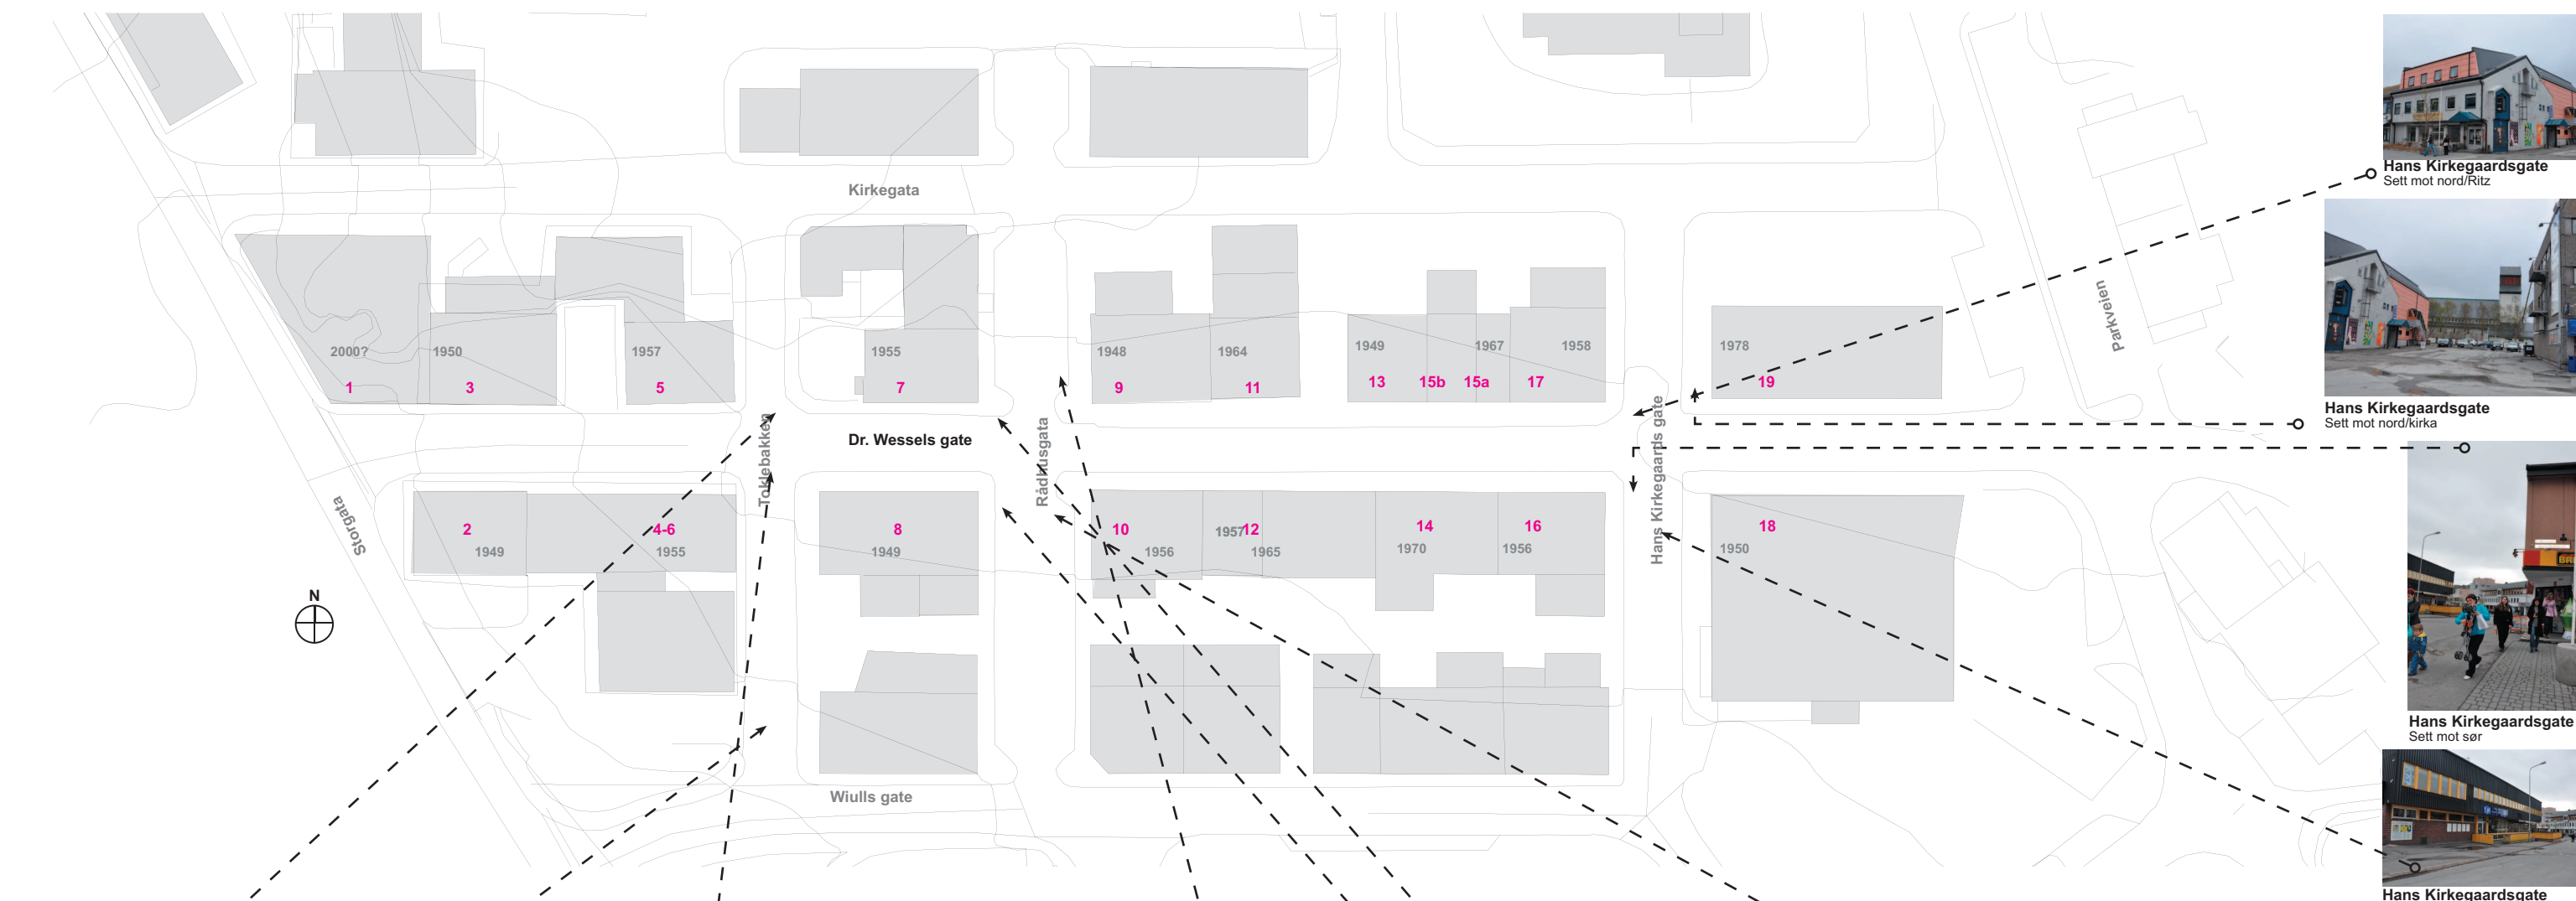 Hans Kirkegaardsgate
Sett mot nord/Ritz
Kirkegata
Hans Kirkegaardsgate
Sett mot nord/kirka
Parkveien
2000?
1950
1957
1955
1948
1964
1949
1967
1958
1978
1
3
5
7
9
11
13
15b
15a
17
19
Toklebakken
Dr. Wessels gate
Rådhusgata
Hans Kirkegaards gate
Storgata
2
4-6
8
10
12
14
16
18
1949
1955
1949
1956
1957
1965
1970
1956
1950
N
Hans Kirkegaardsgate
Sett mot sør
Wiulls gate
Hans Kirkegaardsgate